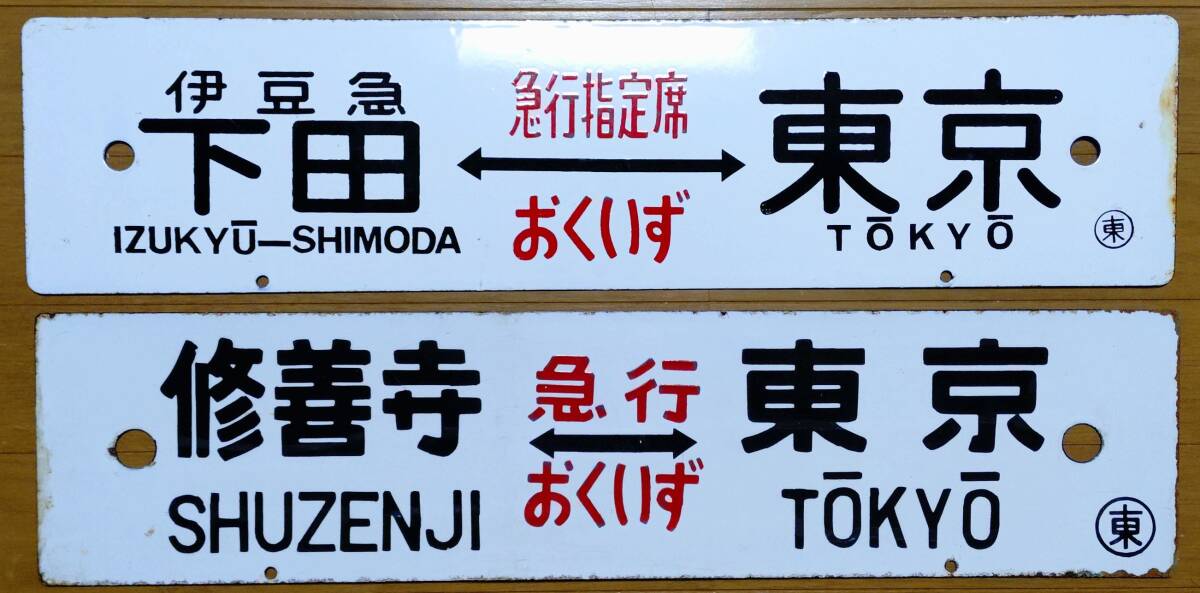 伊豆急
下田
IZUKYŪ—SHIMODA
急行指定席
おくいず
東京
TŌKYŌ
東
修善寺
SHUZENJI
急行
おくいず
東京
TŌKYŌ
東